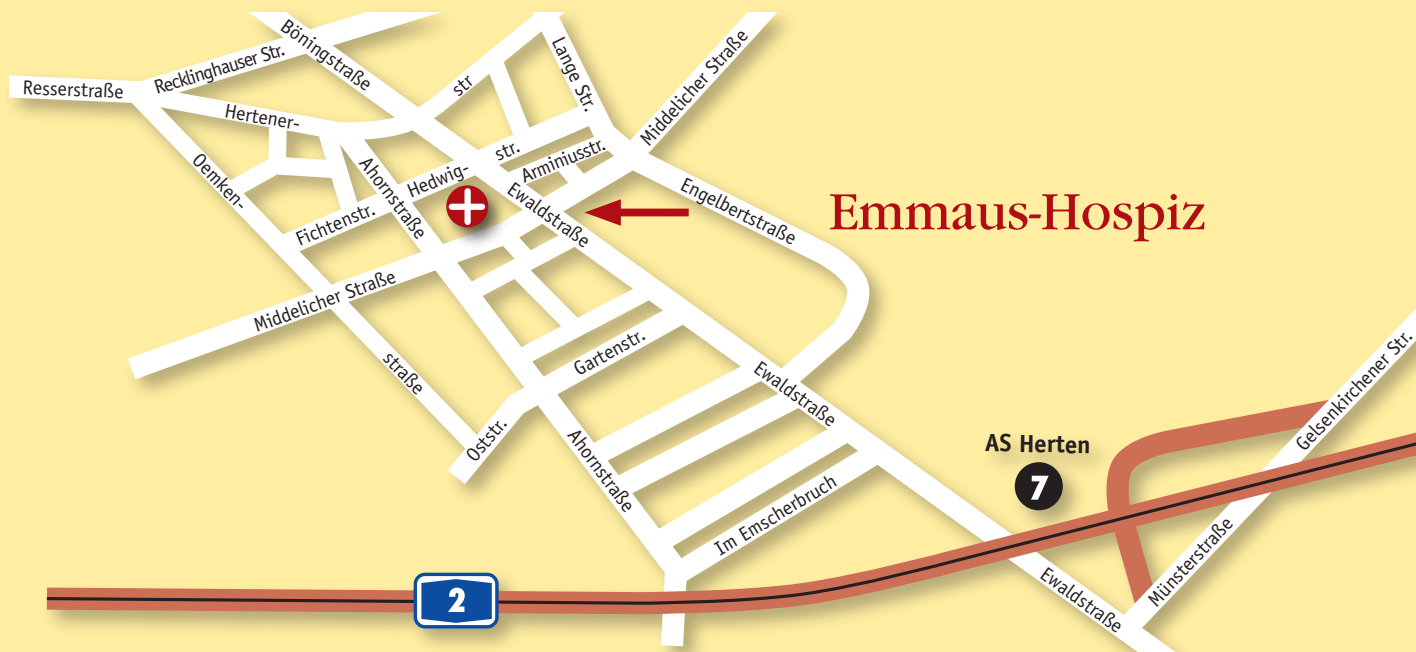 Böningstraße
Recklinghauser Str.
Resserstraße
Lange Str.
Middelicher Straße
str
Hertener-
Oemken-
Ahornstraße
Hedwig-
str.
Arminiusstr.
Fichtenstr.
Ewaldstraße
Engelbertstraße
Emmaus-Hospiz
Middelicher Straße
straße
Gartenstr.
Ewaldstraße
Oststr.
Ahornstraße
Im Emscherbruch
AS Herten
7
Gelsenkirchener Str.
Münsterstraße
Ewaldstraße
2